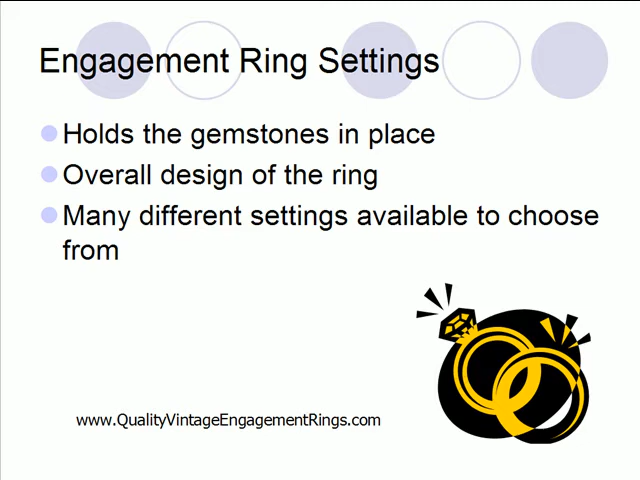 Engagement Ring Settings
Holds the gemstones in place
Overall design of the ring
Many different settings available to choose
from
www.QualityVintageEngagementRings.com